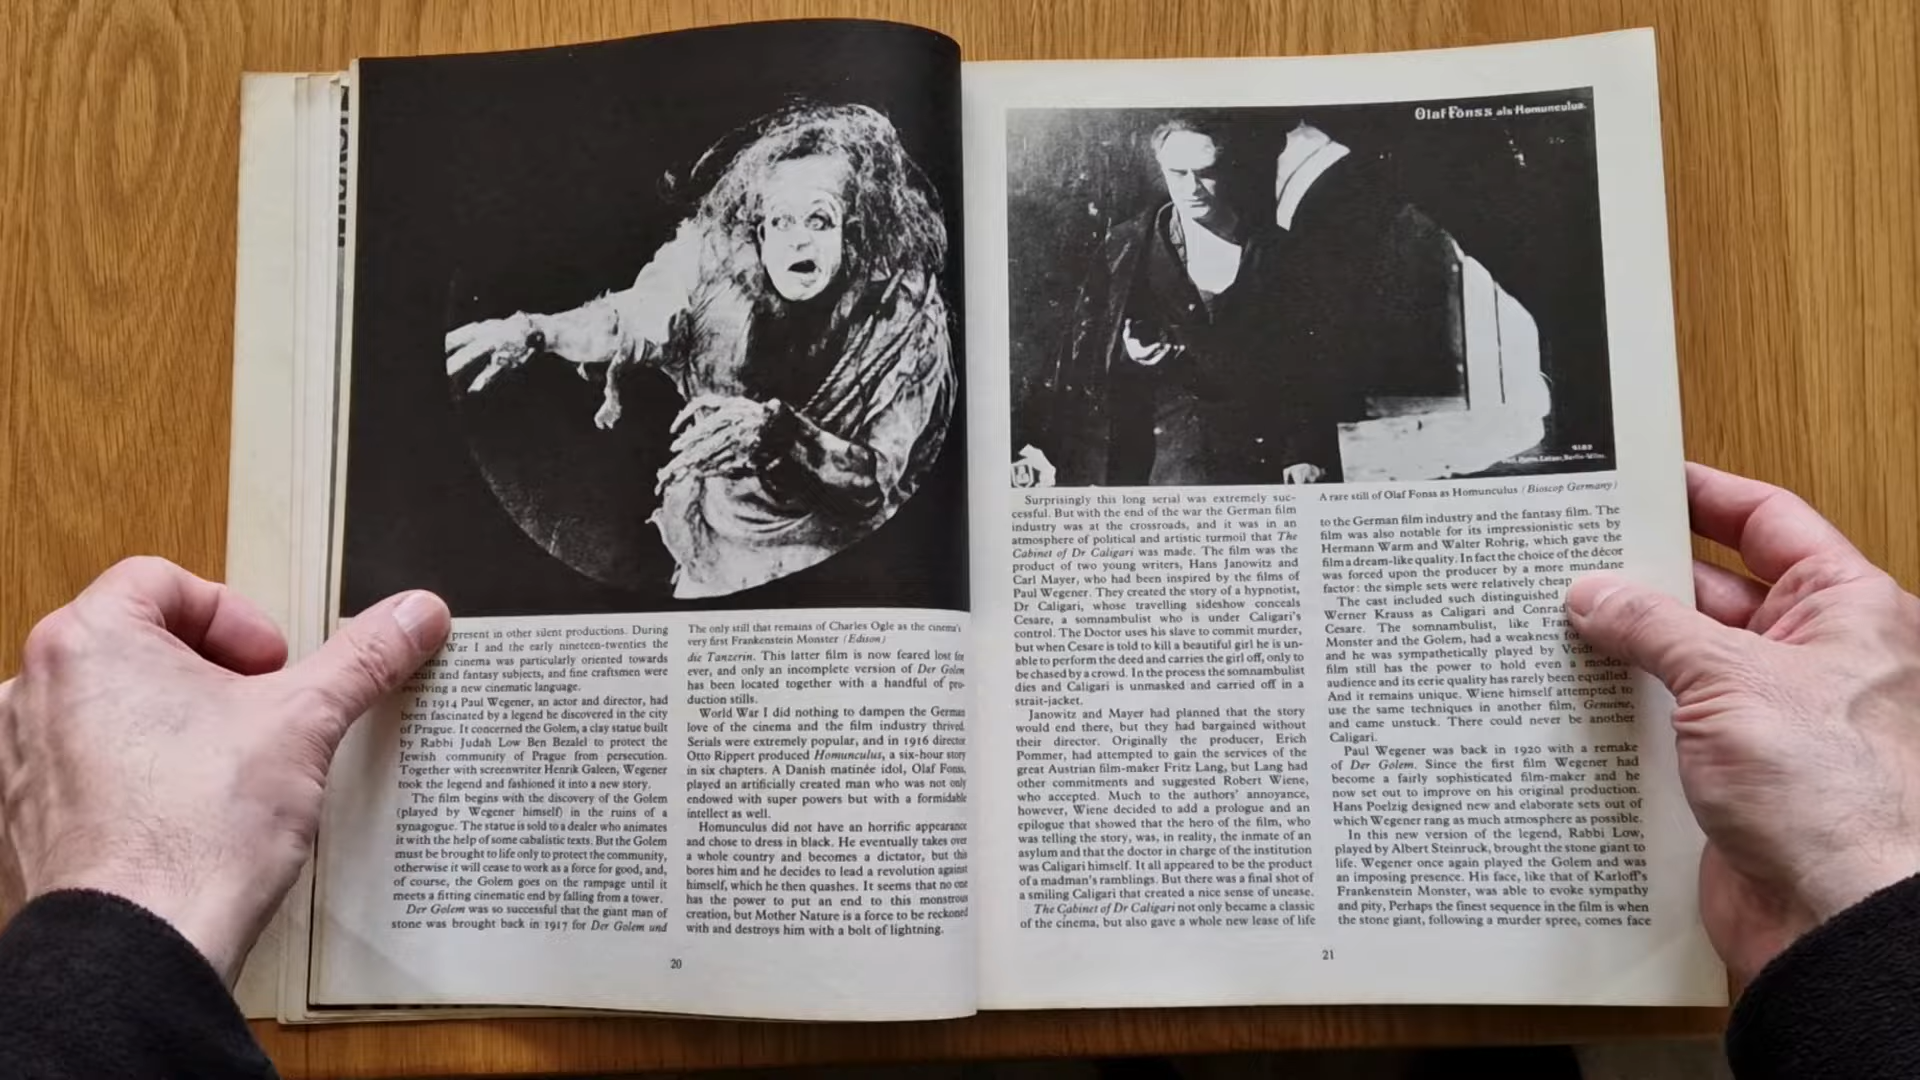 present in other silent productions. During
War I and the early nineteen-twenties the
cinema was particularly oriented towards
and fantasy subjects, and fine craftsmen were
evolving a new cinematic language.
In 1914 Paul Wegener, an actor and director, had
been fascinated by a legend he discovered in the city
of Prague. It concerned the Golem, a clay statue built
by Rabbi Judah Low Ben Bezalel to protect the
Jewish community of Prague from persecution.
Together with screenwriter Henrik Galeen, Wegener
took the legend and fashioned it into a new story.
The film begins with the discovery of the Golem
(played by Wegener himself) in the ruins of a
synagogue. The statue is sold to a dealer who animates
it with the help of some cabalistic texts. But the Golem
must be brought to life only to protect the community,
otherwise it will cease to work as a force for good, and,
of course, the Golem goes on the rampage until it
meets a fitting cinematic end by falling from a tower.
Der Golem was so successful that the giant man of
stone was brought back in 1917 for Der Golem und
The only still that remains of Charles Ogle as the cinema's
very first Frankenstein Monster (Edison)
die Tanzerin. This latter film is now feared lost for
ever, and only an incomplete version of Der Golem
has been located together with a handful of pro-
duction stills.
World War I did nothing to dampen the German
love of the cinema and the film industry thrived.
Serials were extremely popular, and in 1916 director
Otto Rippert produced Homunculus, a six-hour story
in six chapters. A Danish matinée idol, Olaf Fonss,
played an artificially created man who was not only
endowed with super powers but with a formidable
intellect as well.
Homunculus did not have an horrific appearance
and chose to dress in black. He eventually takes over
a whole country and becomes a dictator, but this
bores him and he decides to lead a revolution against
himself, which he then quashes. It seems that no one
has the power to put an end to this monstrous
creation, but Mother Nature is a force to be reckoned
with and destroys him with a bolt of lightning.
20
Olaf Fönss als Homunculus.
Surprisingly this long serial was extremely suc-
cessful. But with the end of the war the German film
industry was at the crossroads, and it was in an
atmosphere of political and artistic turmoil that The
Cabinet of Dr Caligari was made. The film was the
product of two young writers, Hans Janowitz and
Carl Mayer, who had been inspired by the films of
Paul Wegener. They created the story of a hypnotist,
Dr Caligari, whose travelling sideshow conceals
Cesare, a somnambulist who is under Caligari's
control. The Doctor uses his slave to commit murder,
but when Cesare is told to kill a beautiful girl he is un-
able to perform the deed and carries the girl off, only to
be chased by a crowd. In the process the somnambulist
dies and Caligari is unmasked and carried off in a
strait-jacket.
Janowitz and Mayer had planned that the story
would end there, but they had bargained without
their director. Originally the producer, Erich
Pommer, had attempted to gain the services of the
great Austrian film-maker Fritz Lang, but Lang had
other commitments and suggested Robert Wiene,
who accepted. Much to the authors' annoyance,
however, Wiene decided to add a prologue and an
epilogue that showed that the hero of the film, who
was telling the story, was, in reality, the inmate of an
asylum and that the doctor in charge of the institution
was Caligari himself. It all appeared to be the product
of a madman's ramblings. But there was a final shot of
a smiling Caligari that created a nice sense of unease.
The Cabinet of Dr Caligari not only became a classic
of the cinema, but also gave a whole new lease of life
A rare still of Olaf Fonss as Homunculus (Bioscop Germany)
to the German film industry and the fantasy film. The
film was also notable for its impressionistic sets by
Hermann Warm and Walter Rohrig, which gave the
film a dream-like quality. In fact the choice of the décor
was forced upon the producer by a more mundane
factor: the simple sets were relatively cheap
The cast included such distinguished
Werner Krauss as Caligari and Conrad
Cesare. The somnambulist, like
Monster and the Golem, had a weakness
and he was sympathetically played by Veidt
film still has the power to hold even a modern
audience and its eerie quality has rarely been equalled.
And it remains unique. Wiene himself attempted to
use the same techniques in another film, Genuine,
and came unstuck. There could never be another
Caligari.
Paul Wegener was back in 1920 with a remake
of Der Golem. Since the first film Wegener had
become a fairly sophisticated film-maker and he
now set out to improve on his original production.
Hans Poelzig designed new and elaborate sets out of
which Wegener rang as much atmosphere as possible.
In this new version of the legend, Rabbi Low,
played by Albert Steinruck, brought the stone giant to
life. Wegener once again played the Golem and was
an imposing presence. His face, like that of Karloff's
Frankenstein Monster, was able to evoke sympathy
and pity, Perhaps the finest sequence in the film is when
the stone giant, following a murder spree, comes face
21